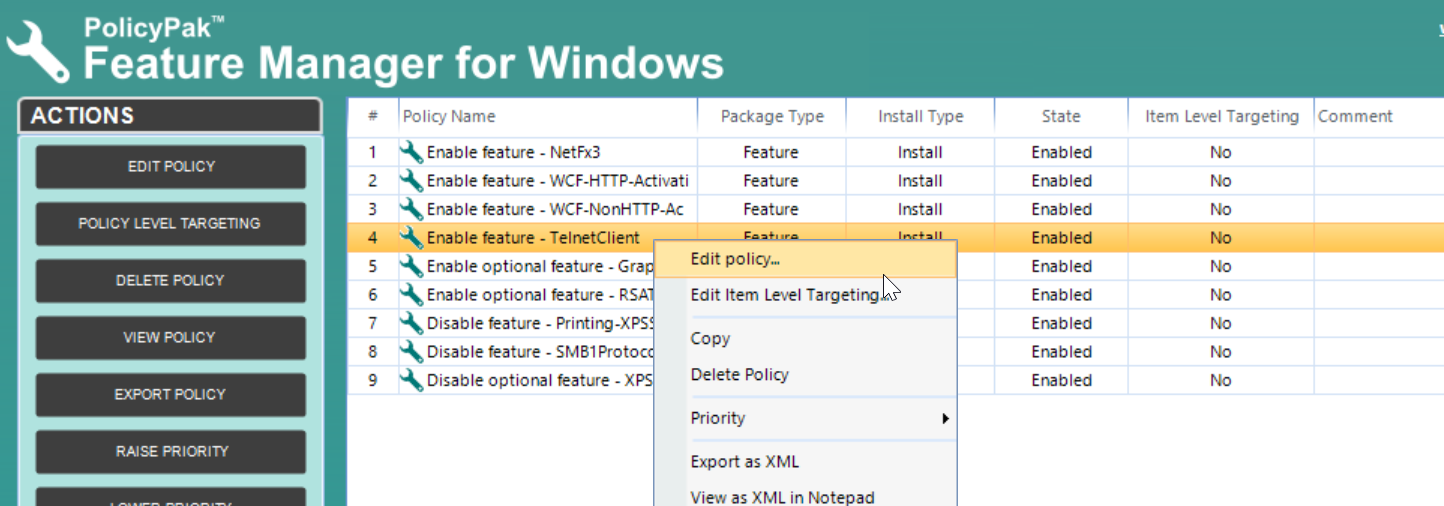 PolicyPak™
Feature Manager for Windows
ACTIONS
EDIT POLICY
POLICY LEVEL TARGETING
DELETE POLICY
VIEW POLICY
EXPORT POLICY
RAISE PRIORITY
LOWER PRIORITY
# Policy Name Package Type Install Type State Item Level Targeting Comment
1 Enable feature - NetFx3 Feature Install Enabled No
2 Enable feature - WCF-HTTP-Activati Feature Install Enabled No
3 Enable feature - WCF-NonHTTP-Ac Feature Install Enabled No
4 Enable feature - TelnetClient Feature Install Enabled No
5 Enable optional feature - Grap Enabled No
6 Enable optional feature - RSAT Enabled No
7 Disable feature - Printing-XPSS Enabled No
8 Disable feature - SMB1Protoco Enabled No
9 Disable optional feature - XPS Enabled No
Edit policy...
Edit Item Level Targeting...
Copy
Delete Policy
Priority
Export as XML
View as XML in Notepad